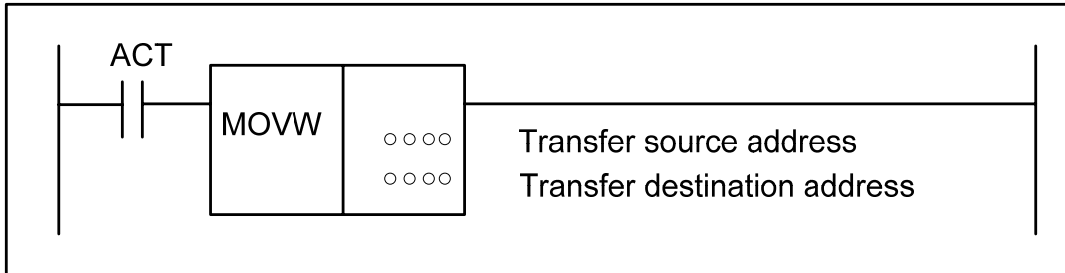 ACT
MOVW
○○○○
Transfer source address
○○○○
Transfer destination address